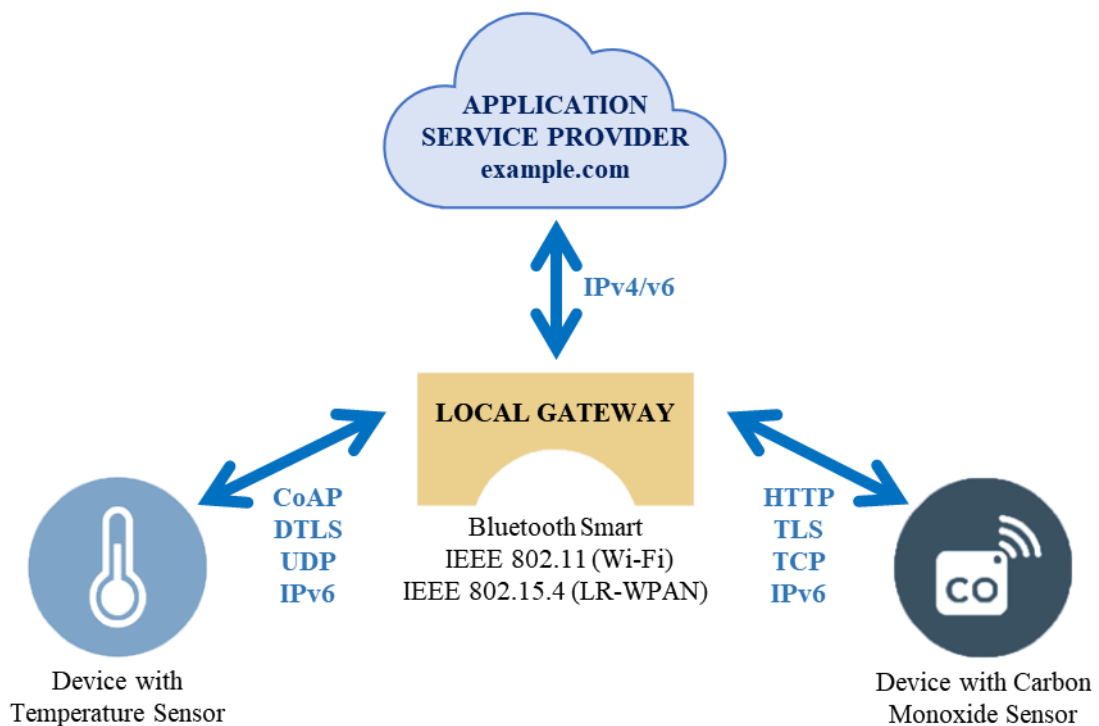 APPLICATION
SERVICE PROVIDER
example.com
IPv4/v6
LOCAL GATEWAY
CoAP
DTLS
UDP
IPv6
Bluetooth Smart
IEEE 802.11 (Wi-Fi)
IEEE 802.15.4 (LR-WPAN)
HTTP
TLS
TCP
IPv6
CO
Device with
Temperature Sensor
Device with Carbon
Monoxide Sensor